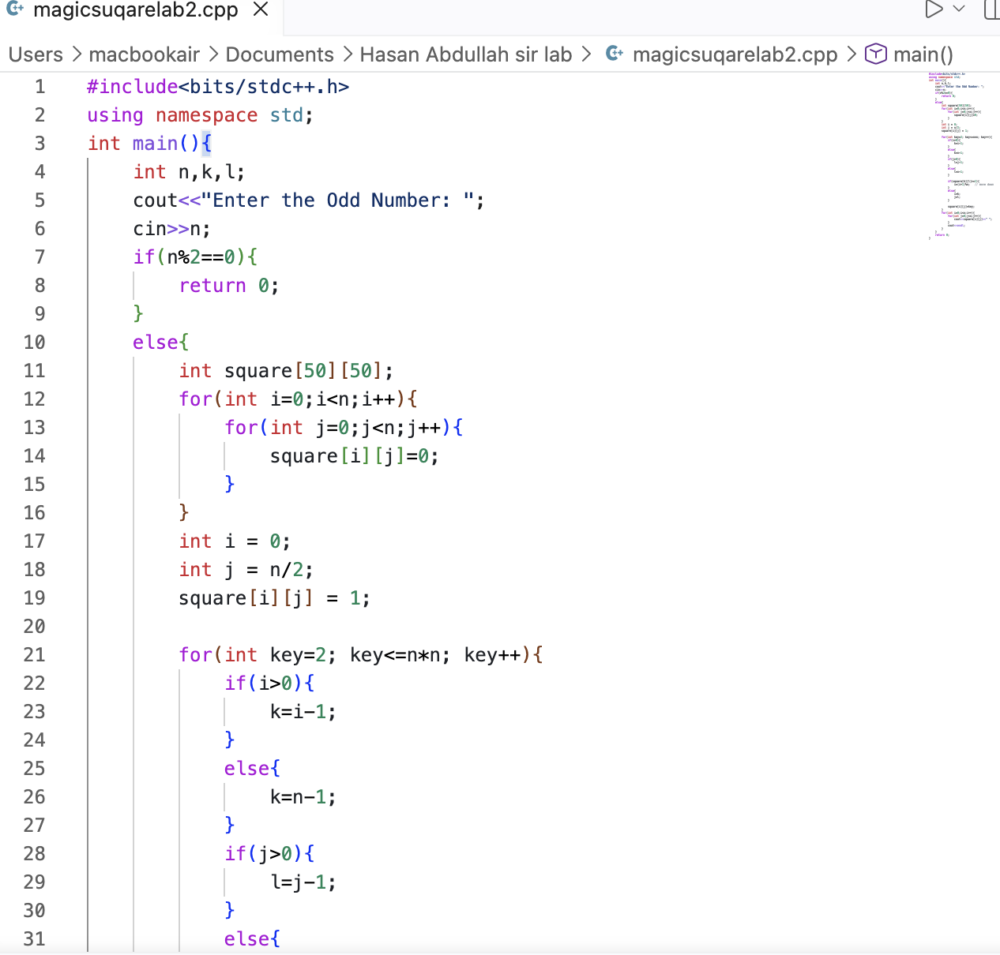 magicsuqarelab2.cpp
Users > macbookair > Documents > Hasan Abdullah sir lab > magicsuqarelab2.cpp > main()
1 #include<bits/stdc++.h>
2 using namespace std;
3 int main(){
4 int n,k,l;
5 cout<<"Enter the Odd Number: ";
6 cin>>n;
7 if(n%2==0){
8 return 0;
9 }
10 else{
11 int square[50][50];
12 for(int i=0;i<n;i++){
13 for(int j=0;j<n;j++){
14 square[i][j]=0;
15 }
16 }
17 int i = 0;
18 int j = n/2;
19 square[i][j] = 1;
20
21 for(int key=2; key<=n*n; key++){
22 if(i>0){
23 k=i-1;
24 }
25 else{
26 k=n-1;
27 }
28 if(j>0){
29 l=j-1;
30 }
31 else{